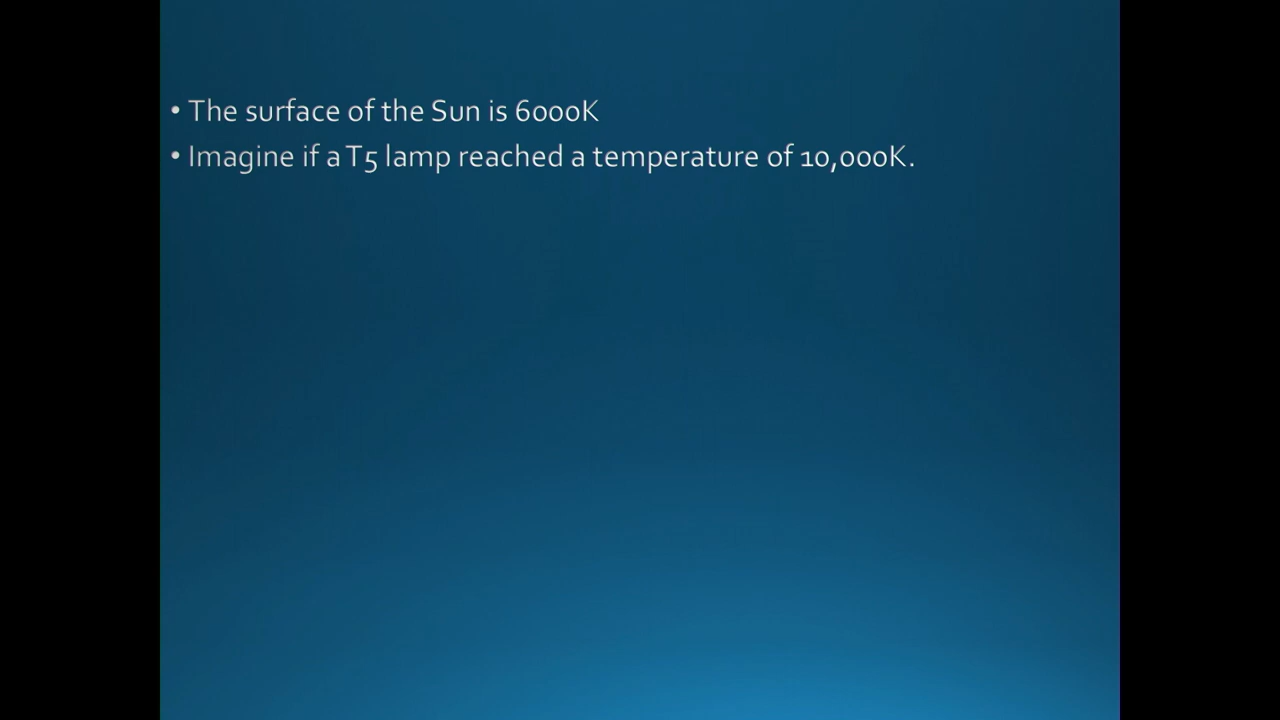 • The surface of the Sun is 6000K
• Imagine if a T5 lamp reached a temperature of 10,000K.